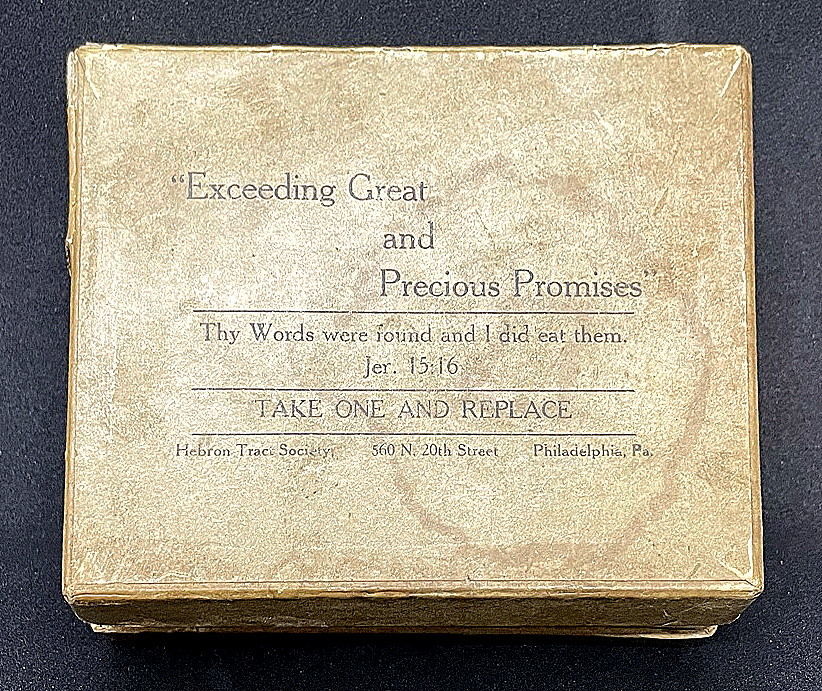 “Exceeding Great
and
Precious Promises”
Thy Words were found and I did eat them.
Jer. 15:16
TAKE ONE AND REPLACE
Hebron Tract Society, 560 N. 20th Street Philadelphia, Pa.